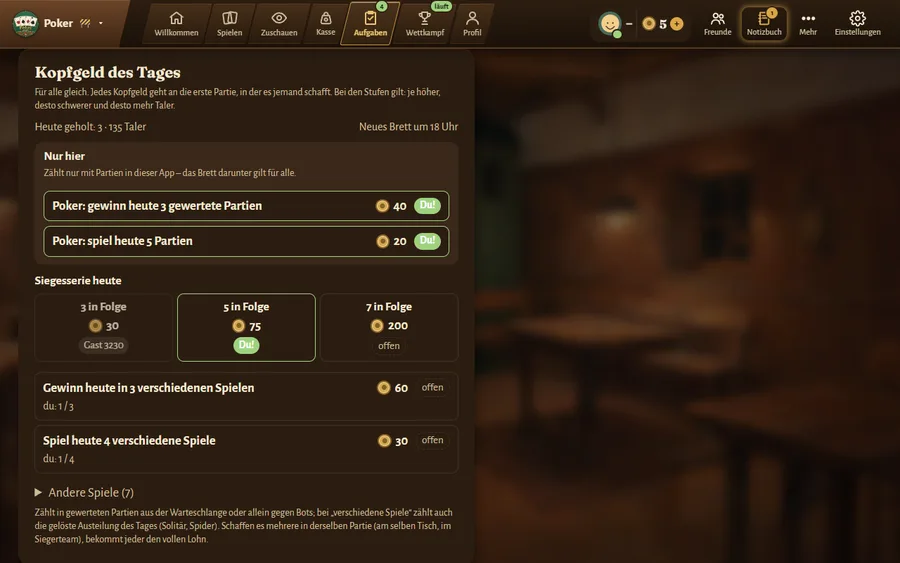 Poker
Willkommen
Spielen
Zuschauen
Kasse
4
Aufgaben
läuft
Wettkampf
Profil
–
5
+
Freunde
1
Notizbuch
Mehr
Einstellungen
Kopfgeld des Tages
Für alle gleich. Jedes Kopfgeld geht an die erste Partie, in der es jemand schafft. Bei den Stufen gilt: je höher,
desto schwerer und desto mehr Taler.
Heute geholt: 3 · 135 Taler
Neues Brett um 18 Uhr
Nur hier
Zählt nur mit Partien in dieser App – das Brett darunter gilt für alle.
Poker: gewinn heute 3 gewertete Partien
40
Du!
Poker: spiel heute 5 Partien
20
Du!
Siegesserie heute
3 in Folge
30
Gast 3230
5 in Folge
75
Du!
7 in Folge
200
offen
Gewinn heute in 3 verschiedenen Spielen
60
offen
du: 1 / 3
Spiel heute 4 verschiedene Spiele
30
offen
du: 1 / 4
Andere Spiele (7)
Zählt in gewerteten Partien aus der Warteschlange oder allein gegen Bots; bei „verschiedene Spiele“ zählt auch
die gelöste Austeilung des Tages (Solitär, Spider). Schaffen es mehrere in derselben Partie (am selben Tisch, im
Siegerteam), bekommt jeder den vollen Lohn.